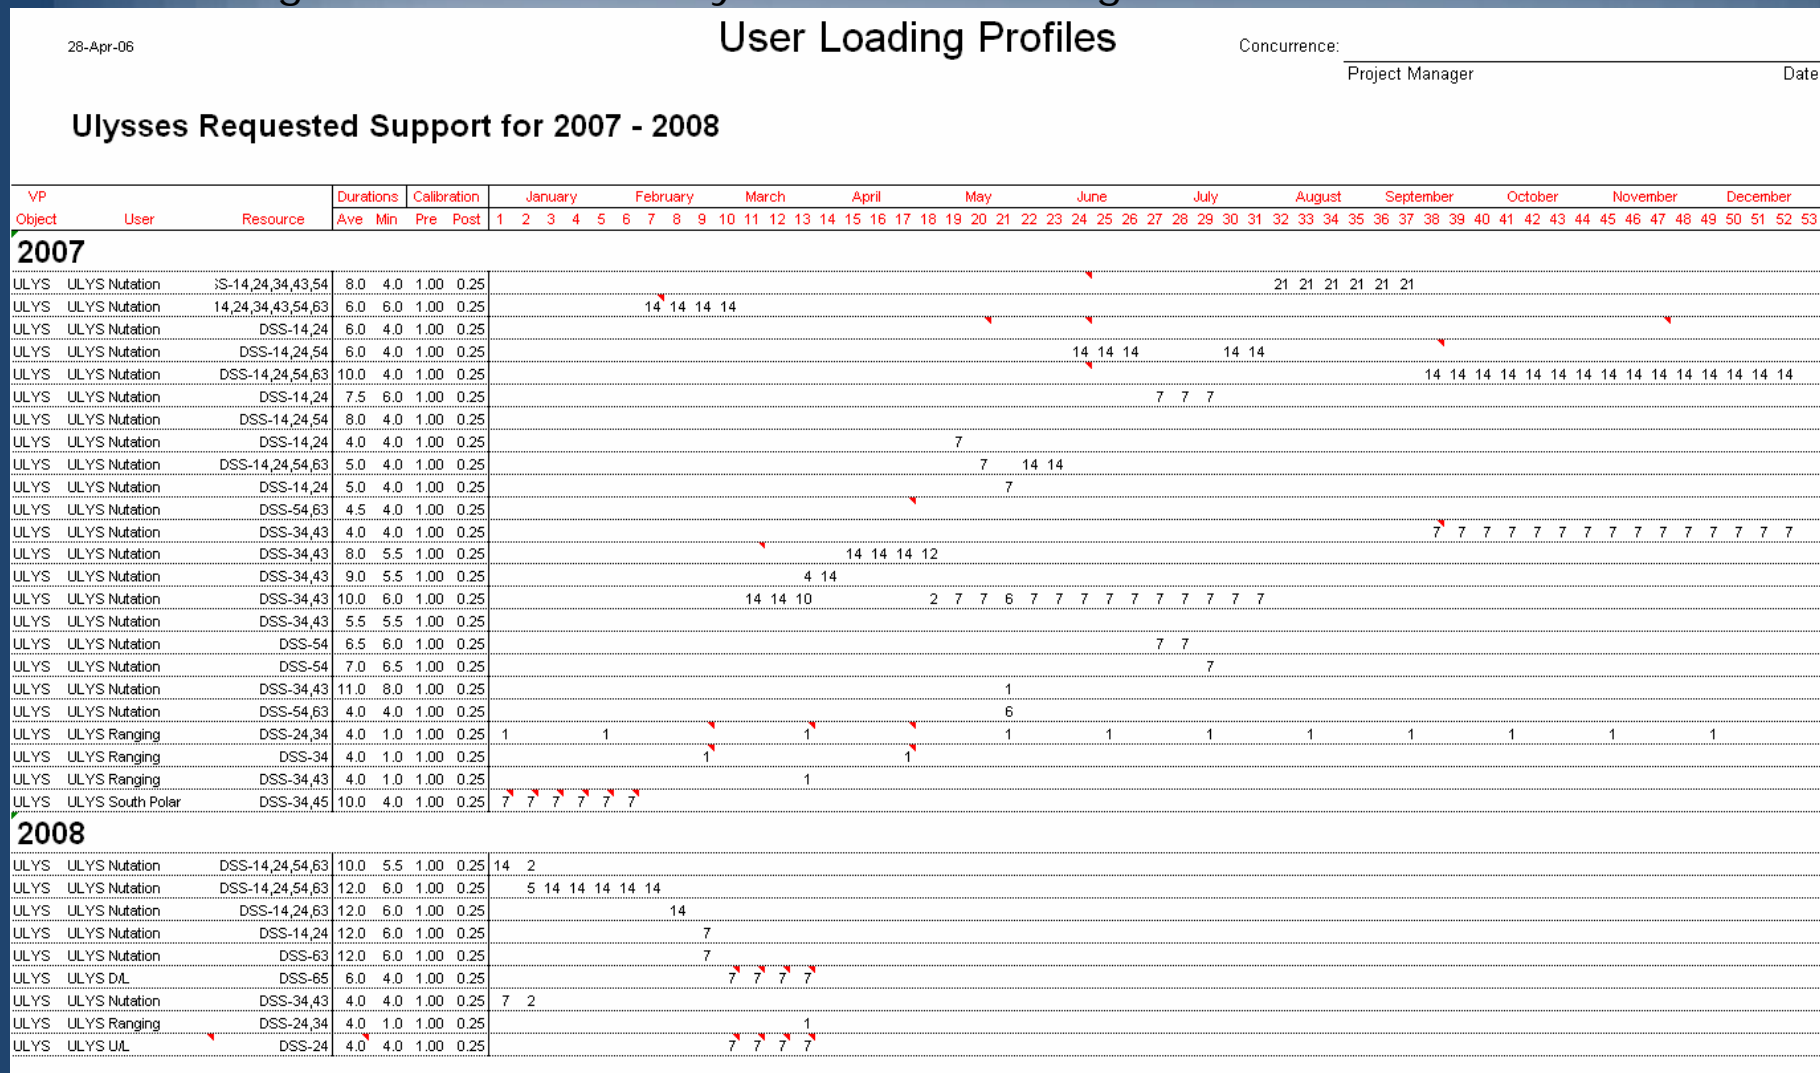 28-Apr-06 User Loading Profiles Concurrence:
Project Manager Date
Ulysses Requested Support for 2007 - 2008
VP Durations Calibration January February March April May June July August September October November December
Object User Resource Ave Min Pre Post 1 2 3 4 5 6 7 8 9 10 11 12 13 14 15 16 17 18 19 20 21 22 23 24 25 26 27 28 29 30 31 32 33 34 35 36 37 38 39 40 41 42 43 44 45 46 47 48 49 50 51 52 53
2007
ULYS ULYS Nutation S-14,24,34,43,54 8.0 4.0 1.00 0.25 21 21 21 21 21 21
ULYS ULYS Nutation 14,24,34,43,54,63 6.0 6.0 1.00 0.25 14 14 14 14
ULYS ULYS Nutation DSS-14,24 6.0 4.0 1.00 0.25
ULYS ULYS Nutation DSS-14,24,54 6.0 4.0 1.00 0.25 14 14 14 14 14
ULYS ULYS Nutation DSS-14,24,54,63 10.0 4.0 1.00 0.25 14 14 14 14 14 14 14 14 14 14 14 14 14 14 14
ULYS ULYS Nutation DSS-14,24 7.5 6.0 1.00 0.25 7 7 7
ULYS ULYS Nutation DSS-14,24,54 8.0 4.0 1.00 0.25
ULYS ULYS Nutation DSS-14,24 4.0 4.0 1.00 0.25 7
ULYS ULYS Nutation DSS-14,24,54,63 5.0 4.0 1.00 0.25 7 14 14
ULYS ULYS Nutation DSS-14,24 5.0 4.0 1.00 0.25 7
ULYS ULYS Nutation DSS-54,63 4.5 4.0 1.00 0.25
ULYS ULYS Nutation DSS-34,43 4.0 4.0 1.00 0.25 7 7 7 7 7 7 7 7 7 7 7 7 7 7 7
ULYS ULYS Nutation DSS-34,43 8.0 5.5 1.00 0.25 14 14 14 12
ULYS ULYS Nutation DSS-34,43 9.0 5.5 1.00 0.25 4 14
ULYS ULYS Nutation DSS-34,43 10.0 6.0 1.00 0.25 14 14 10 2 7 7 6 7 7 7 7 7 7 7 7 7 7
ULYS ULYS Nutation DSS-34,43 5.5 5.5 1.00 0.25
ULYS ULYS Nutation DSS-54 6.5 6.0 1.00 0.25 7 7
ULYS ULYS Nutation DSS-54 7.0 6.5 1.00 0.25 7
ULYS ULYS Nutation DSS-34,43 11.0 8.0 1.00 0.25 1
ULYS ULYS Nutation DSS-54,63 4.0 4.0 1.00 0.25 6
ULYS ULYS Ranging DSS-24,34 4.0 1.0 1.00 0.25 1 1 1 1 1 1 1 1 1 1 1
ULYS ULYS Ranging DSS-34 4.0 1.0 1.00 0.25 1 1
ULYS ULYS Ranging DSS-34,43 4.0 1.0 1.00 0.25 1
ULYS ULYS South Polar DSS-34,45 10.0 4.0 1.00 0.25 7 7 7 7 7 7
2008
ULYS ULYS Nutation DSS-14,24,54,63 10.0 5.5 1.00 0.25 14 2
ULYS ULYS Nutation DSS-14,24,54,63 12.0 6.0 1.00 0.25 5 14 14 14 14 14
ULYS ULYS Nutation DSS-14,24,63 12.0 6.0 1.00 0.25 14
ULYS ULYS Nutation DSS-14,24 12.0 6.0 1.00 0.25 7
ULYS ULYS Nutation DSS-63 12.0 6.0 1.00 0.25 7
ULYS ULYS D/L DSS-65 6.0 4.0 1.00 0.25 7 7 7 7
ULYS ULYS Nutation DSS-34,43 4.0 4.0 1.00 0.25 7 2
ULYS ULYS Ranging DSS-24,34 4.0 1.0 1.00 0.25 1
ULYS ULYS U/L DSS-24 4.0 4.0 1.00 0.25 7 7 7 7